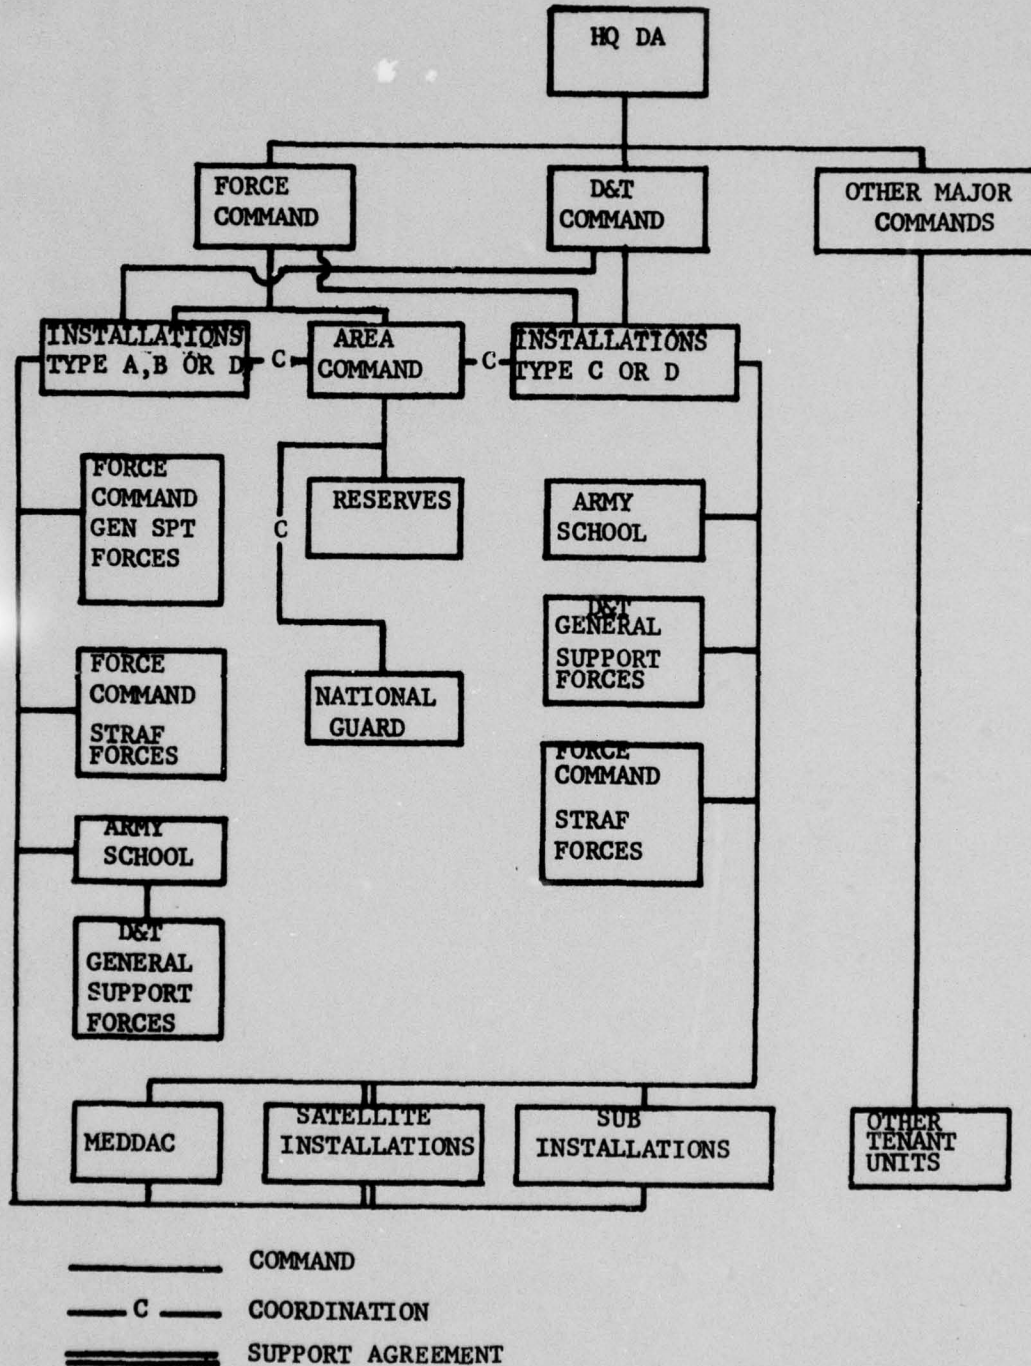 HQ DA
FORCE
COMMAND
D&T
COMMAND
OTHER MAJOR
COMMANDS
INSTALLATIONS
TYPE A,B OR D
C
AREA
COMMAND
C
INSTALLATIONS
TYPE C OR D
FORCE
COMMAND
GEN SPT
FORCES
C
RESERVES
ARMY
SCHOOL
D&T
GENERAL
SUPPORT
FORCES
FORCE
COMMAND
STRAF
FORCES
NATIONAL
GUARD
FORCE
COMMAND
STRAF
FORCES
ARMY
SCHOOL
D&T
GENERAL
SUPPORT
FORCES
MEDDAC
SATELLITE
INSTALLATIONS
SUB
INSTALLATIONS
OTHER
TENANT
UNITS
COMMAND
C COORDINATION
SUPPORT AGREEMENT